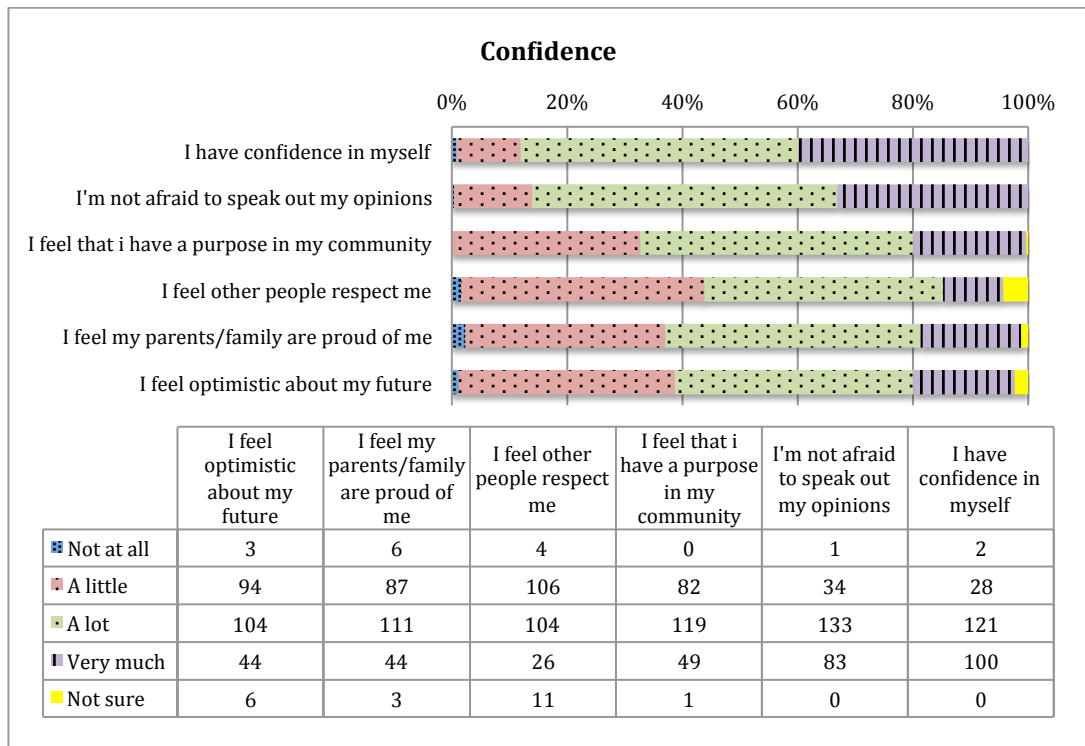 Confidence
0% 20% 40% 60% 80% 100%
I have confidence in myself
I'm not afraid to speak out my opinions
I feel that i have a purpose in my community
I feel other people respect me
I feel my parents/family are proud of me
I feel optimistic about my future
I feel optimistic about my future
I feel my parents/family are proud of me
I feel other people respect me
I feel that i have a purpose in my community
I'm not afraid to speak out my opinions
I have confidence in myself
Not at all 3 6 4 0 1 2
A little 94 87 106 82 34 28
A lot 104 111 104 119 133 121
Very much 44 44 26 49 83 100
Not sure 6 3 11 1 0 0